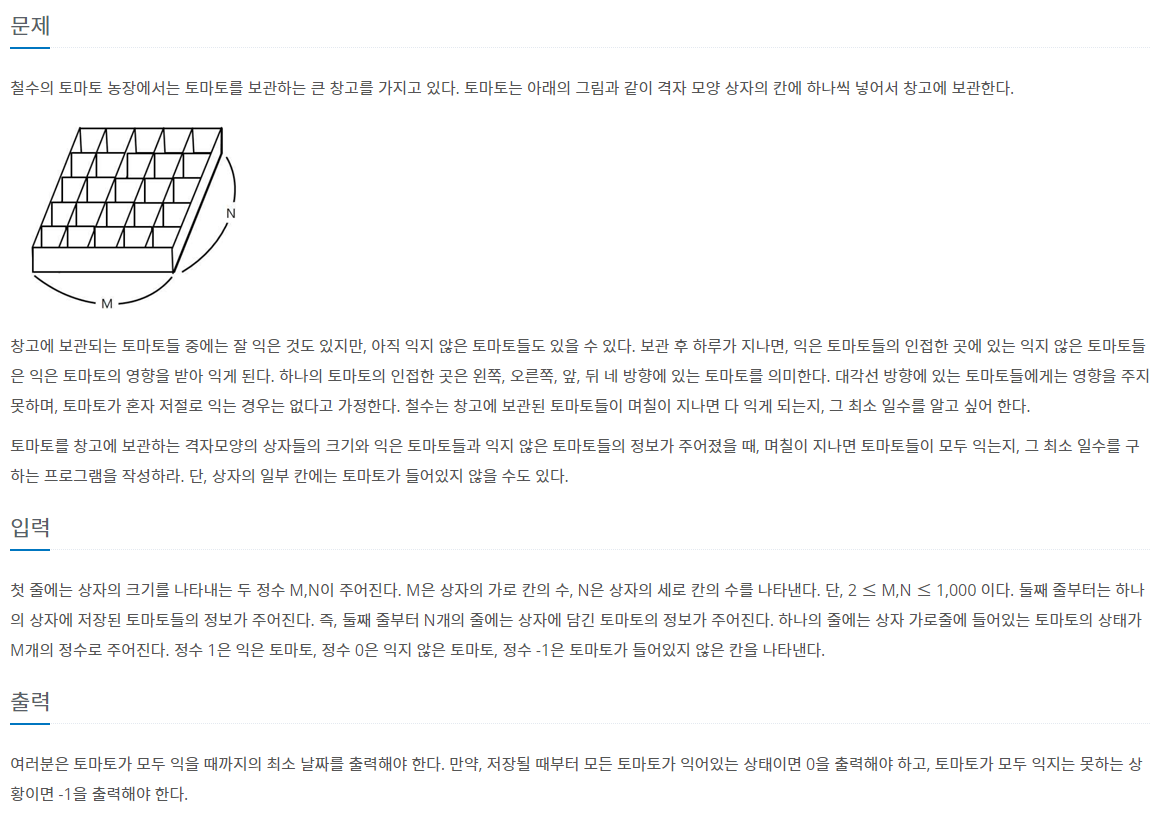 문제
철수의 토마토 농장에서는 토마토를 보관하는 큰 창고를 가지고 있다. 토마토는 아래의 그림과 같이 격자 모양 상자의 칸에 하나씩 넣어서 창고에 보관한다.
N
M
창고에 보관되는 토마토들 중에는 잘 익은 것도 있지만, 아직 익지 않은 토마토들도 있을 수 있다. 보관 후 하루가 지나면, 익은 토마토들의 인접한 곳에 있는 익지 않은 토마토들
은 익은 토마토의 영향을 받아 익게 된다. 하나의 토마토의 인접한 곳은 왼쪽, 오른쪽, 앞, 뒤 네 방향에 있는 토마토를 의미한다. 대각선 방향에 있는 토마토들에게는 영향을 주지
못하며, 토마토가 혼자 저절로 익는 경우는 없다고 가정한다. 철수는 창고에 보관된 토마토들이 며칠이 지나면 다 익게 되는지, 그 최소 일수를 알고 싶어 한다.
토마토를 창고에 보관하는 격자모양의 상자들의 크기와 익은 토마토들과 익지 않은 토마토들의 정보가 주어졌을 때, 며칠이 지나면 토마토들이 모두 익는지, 그 최소 일수를 구
하는 프로그램을 작성하라. 단, 상자의 일부 칸에는 토마토가 들어있지 않을 수도 있다.
입력
첫 줄에는 상자의 크기를 나타내는 두 정수 M,N이 주어진다. M은 상자의 가로 칸의 수, N은 상자의 세로 칸의 수를 나타낸다. 단, 2 ≤ M,N ≤ 1,000 이다. 둘째 줄부터는 하나
의 상자에 저장된 토마토들의 정보가 주어진다. 즉, 둘째 줄부터 N개의 줄에는 상자에 담긴 토마토의 정보가 주어진다. 하나의 줄에는 상자 가로줄에 들어있는 토마토의 상태가
M개의 정수로 주어진다. 정수 1은 익은 토마토, 정수 0은 익지 않은 토마토, 정수 -1은 토마토가 들어있지 않은 칸을 나타낸다.
출력
여러분은 토마토가 모두 익을 때까지의 최소 날짜를 출력해야 한다. 만약, 저장될 때부터 모든 토마토가 익어있는 상태이면 0을 출력해야 하고, 토마토가 모두 익지는 못하는 상
황이면 -1을 출력해야 한다.